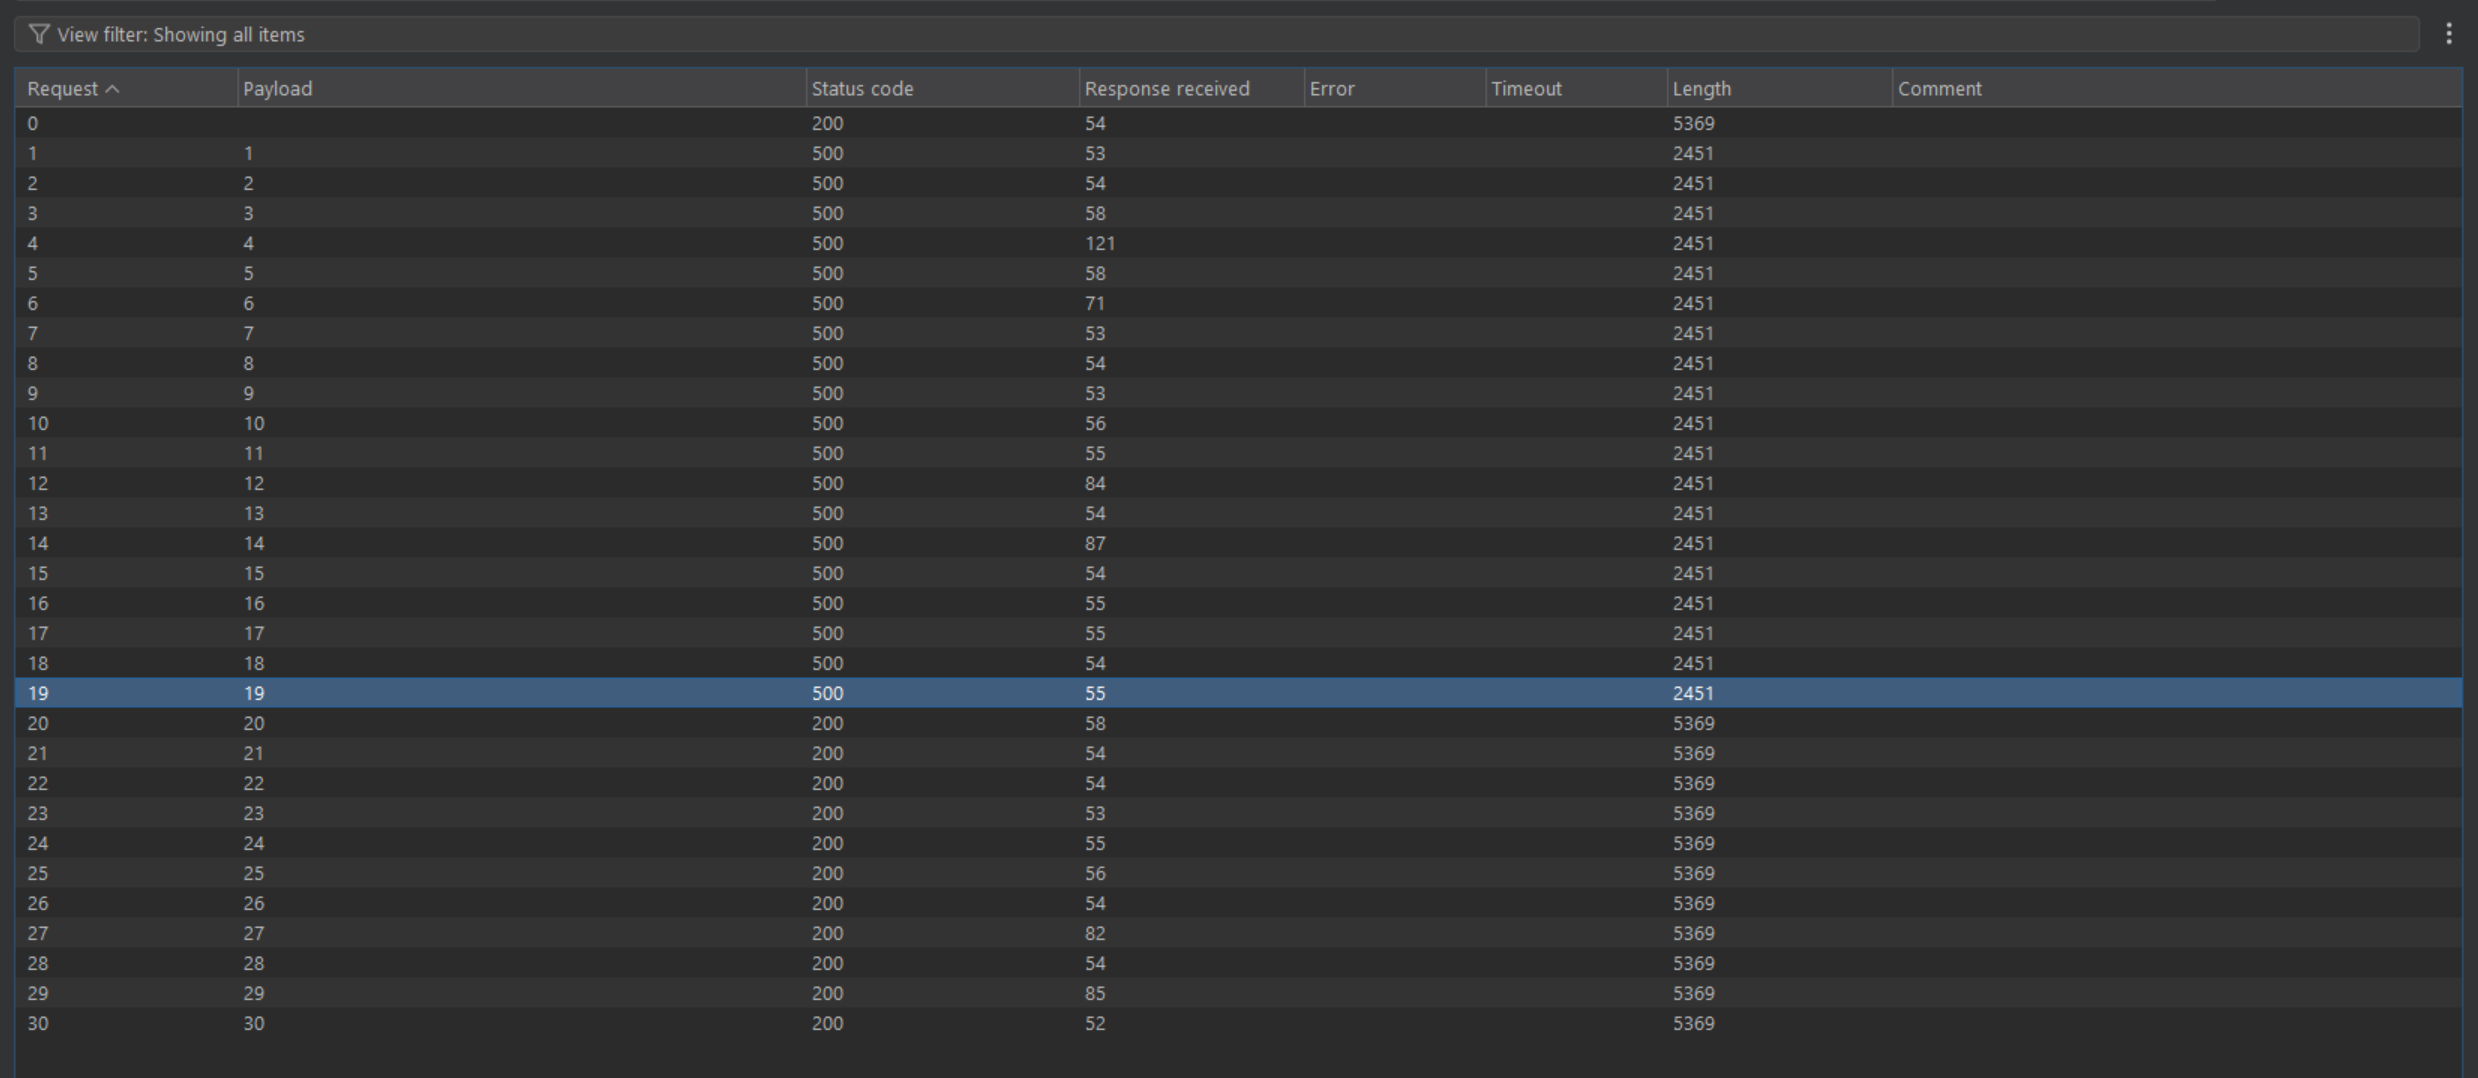 View filter: Showing all items
Request Payload Status code Response received Error Timeout Length Comment
0 200 54 5369
1 1 500 53 2451
2 2 500 54 2451
3 3 500 58 2451
4 4 500 121 2451
5 5 500 58 2451
6 6 500 71 2451
7 7 500 53 2451
8 8 500 54 2451
9 9 500 53 2451
10 10 500 56 2451
11 11 500 55 2451
12 12 500 84 2451
13 13 500 54 2451
14 14 500 87 2451
15 15 500 54 2451
16 16 500 55 2451
17 17 500 55 2451
18 18 500 54 2451
19 19 500 55 2451
20 20 200 58 5369
21 21 200 54 5369
22 22 200 54 5369
23 23 200 53 5369
24 24 200 55 5369
25 25 200 56 5369
26 26 200 54 5369
27 27 200 82 5369
28 28 200 54 5369
29 29 200 85 5369
30 30 200 52 5369